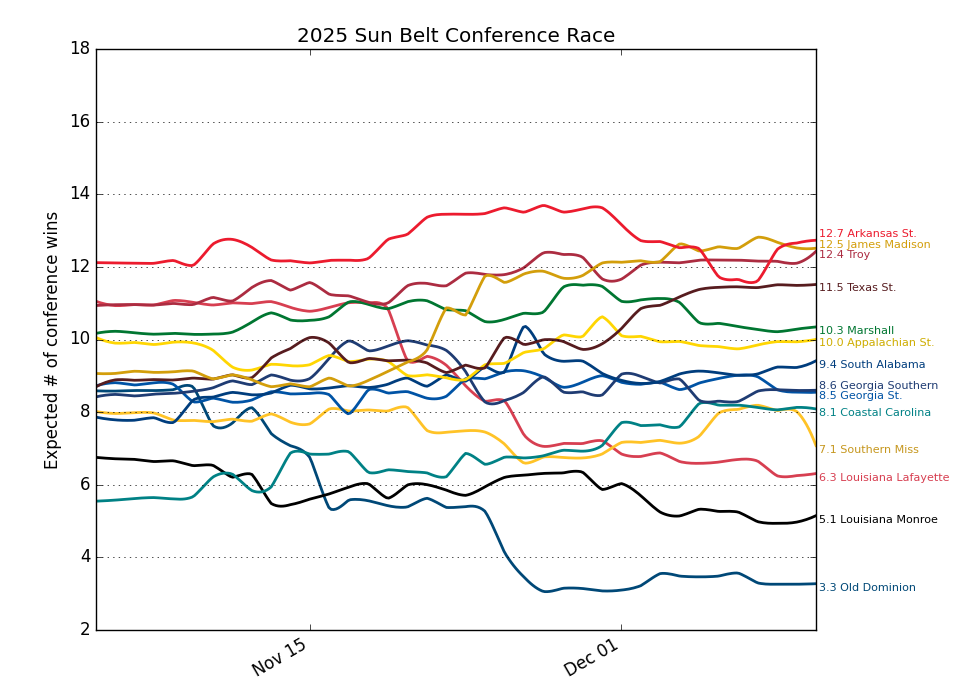 2025 Sun Belt Conference Race
Expected # of conference wins
18
16
14
12
10
8
6
4
2
Nov 15
Dec 01
12.7 Arkansas St.
12.5 James Madison
12.4 Troy
11.5 Texas St.
10.3 Marshall
10.0 Appalachian St.
9.4 South Alabama
8.6 Georgia Southern
8.5 Georgia St.
8.1 Coastal Carolina
7.1 Southern Miss
6.3 Louisiana Lafayette
5.1 Louisiana Monroe
3.3 Old Dominion